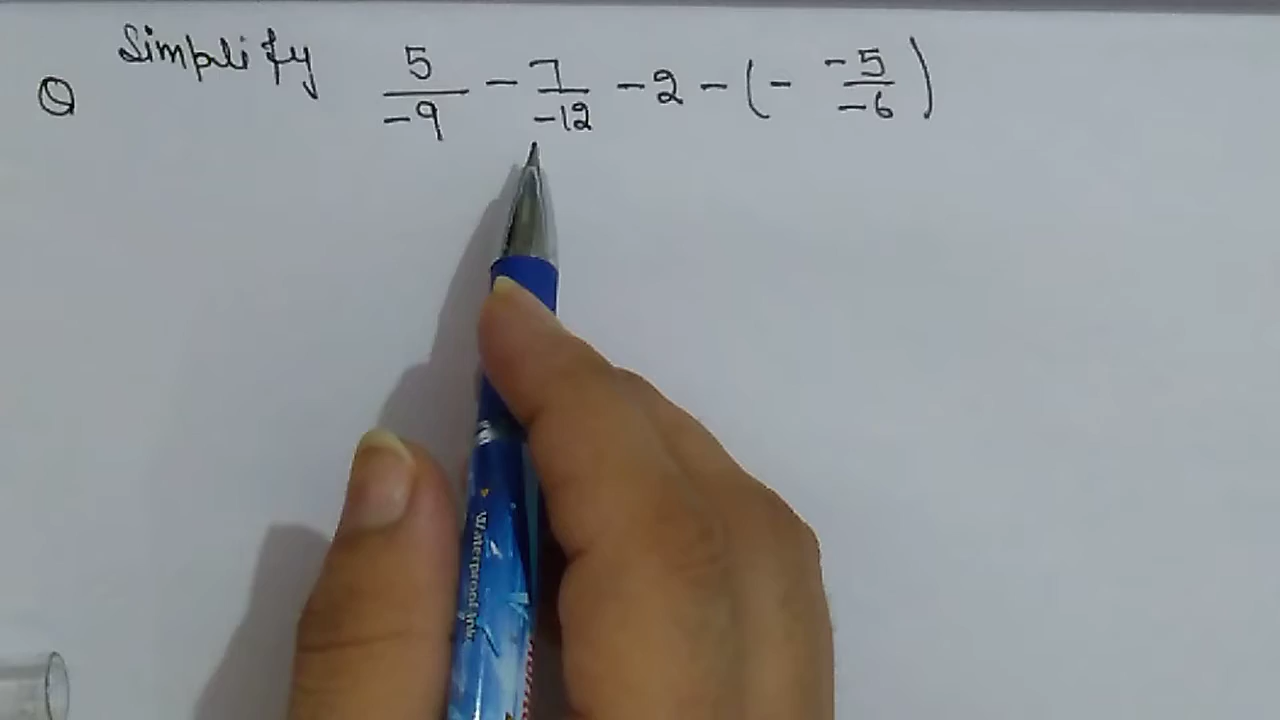 Q Simplify 5/-9 - 7/-12 - 2 - (- -5/-6)
Waterproof Ink